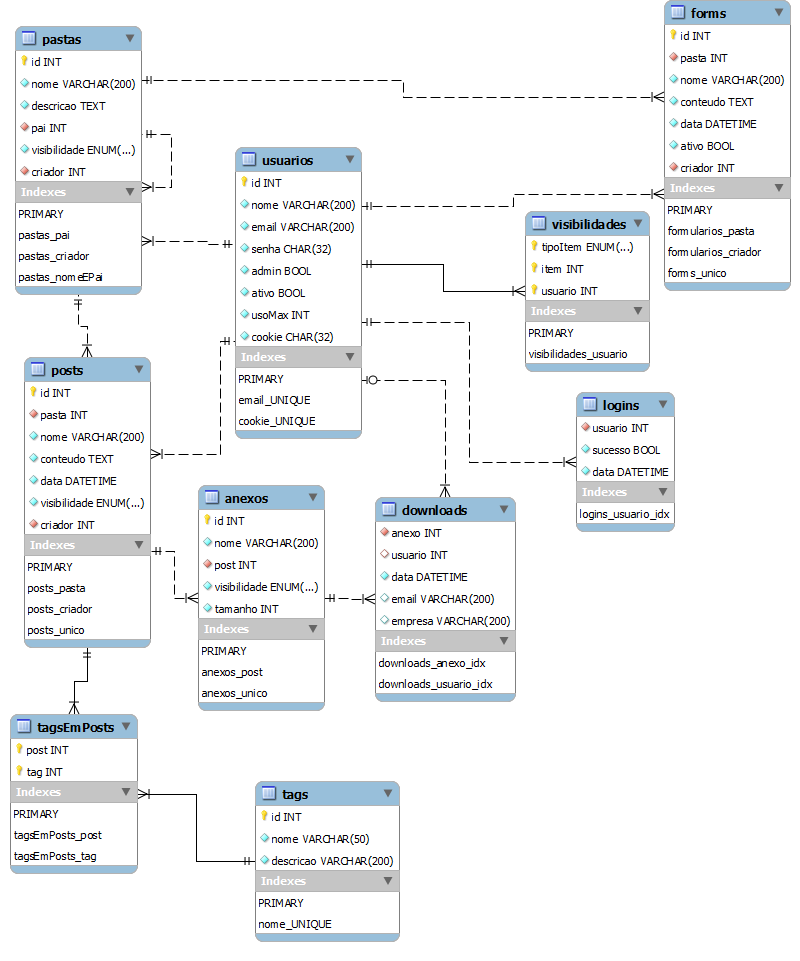 pastas
id INT
nome VARCHAR(200)
descricao TEXT
pai INT
visibilidade ENUM(...)
criador INT
Indexes
PRIMARY
pastas_pai
pastas_criador
pastas_nomeEPai
forms
id INT
pasta INT
nome VARCHAR(200)
conteudo TEXT
data DATETIME
ativo BOOL
criador INT
Indexes
PRIMARY
formularios_pasta
formularios_criador
forms_unico
usuarios
id INT
nome VARCHAR(200)
email VARCHAR(200)
senha CHAR(32)
admin BOOL
ativo BOOL
usoMax INT
cookie CHAR(32)
Indexes
PRIMARY
email_UNIQUE
cookie_UNIQUE
visibilidades
tipoItem ENUM(...)
item INT
usuario INT
Indexes
PRIMARY
visibilidades_usuario
posts
id INT
pasta INT
nome VARCHAR(200)
conteudo TEXT
data DATETIME
visibilidade ENUM(...)
criador INT
Indexes
PRIMARY
posts_pasta
posts_criador
posts_unico
logins
usuario INT
sucesso BOOL
data DATETIME
Indexes
logins_usuario_idx
anexos
id INT
nome VARCHAR(200)
post INT
visibilidade ENUM(...)
tamanho INT
Indexes
PRIMARY
anexos_post
anexos_unico
downloads
anexo INT
usuario INT
data DATETIME
email VARCHAR(200)
empresa VARCHAR(200)
Indexes
downloads_anexo_idx
downloads_usuario_idx
tagsEmPosts
post INT
tag INT
Indexes
PRIMARY
tagsEmPosts_post
tagsEmPosts_tag
tags
id INT
nome VARCHAR(50)
descricao VARCHAR(200)
Indexes
PRIMARY
nome_UNIQUE